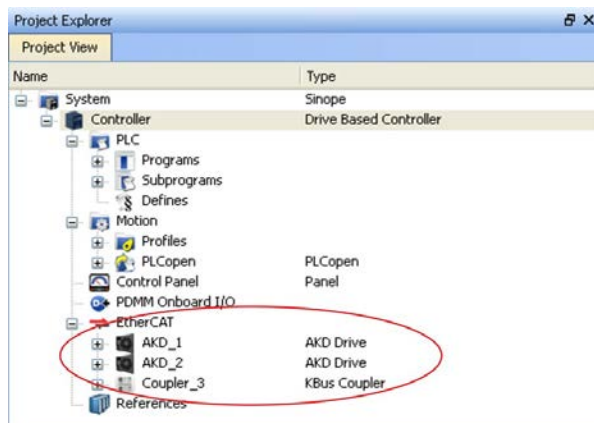 Project Explorer
Project View
Name Type
System Sinope
Controller Drive Based Controller
PLC
Programs
Subprograms
Defines
Motion
Profiles
PLCopen PLCopen
Control Panel Panel
PDMM Onboard I/O
EtherCAT
AKD_1 AKD Drive
AKD_2 AKD Drive
Coupler_3 KBus Coupler
References